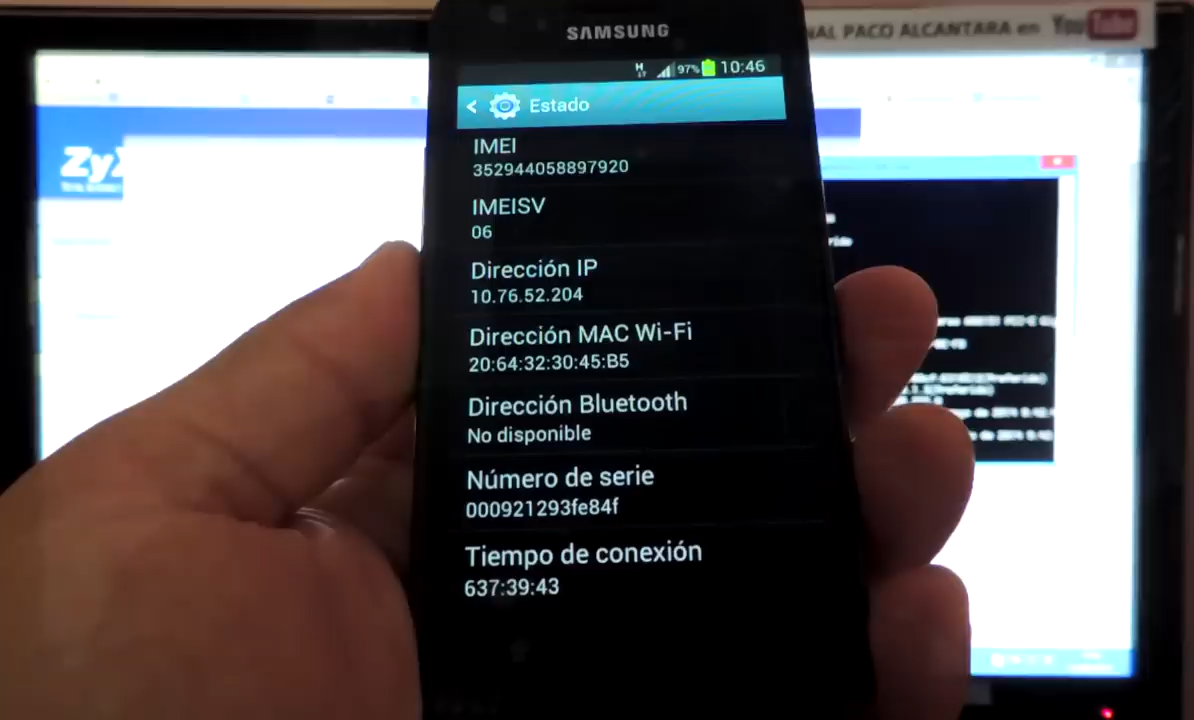 NAL PACO ALCANTARA en YouTube
SAMSUNG
97% 10:46
Estado
IMEI
352944058897920
IMEISV
06
Dirección IP
10.76.52.204
Dirección MAC Wi-Fi
20:64:32:30:45:B5
Dirección Bluetooth
No disponible
Número de serie
000921293fe84f
Tiempo de conexión
637:39:43
ZyX